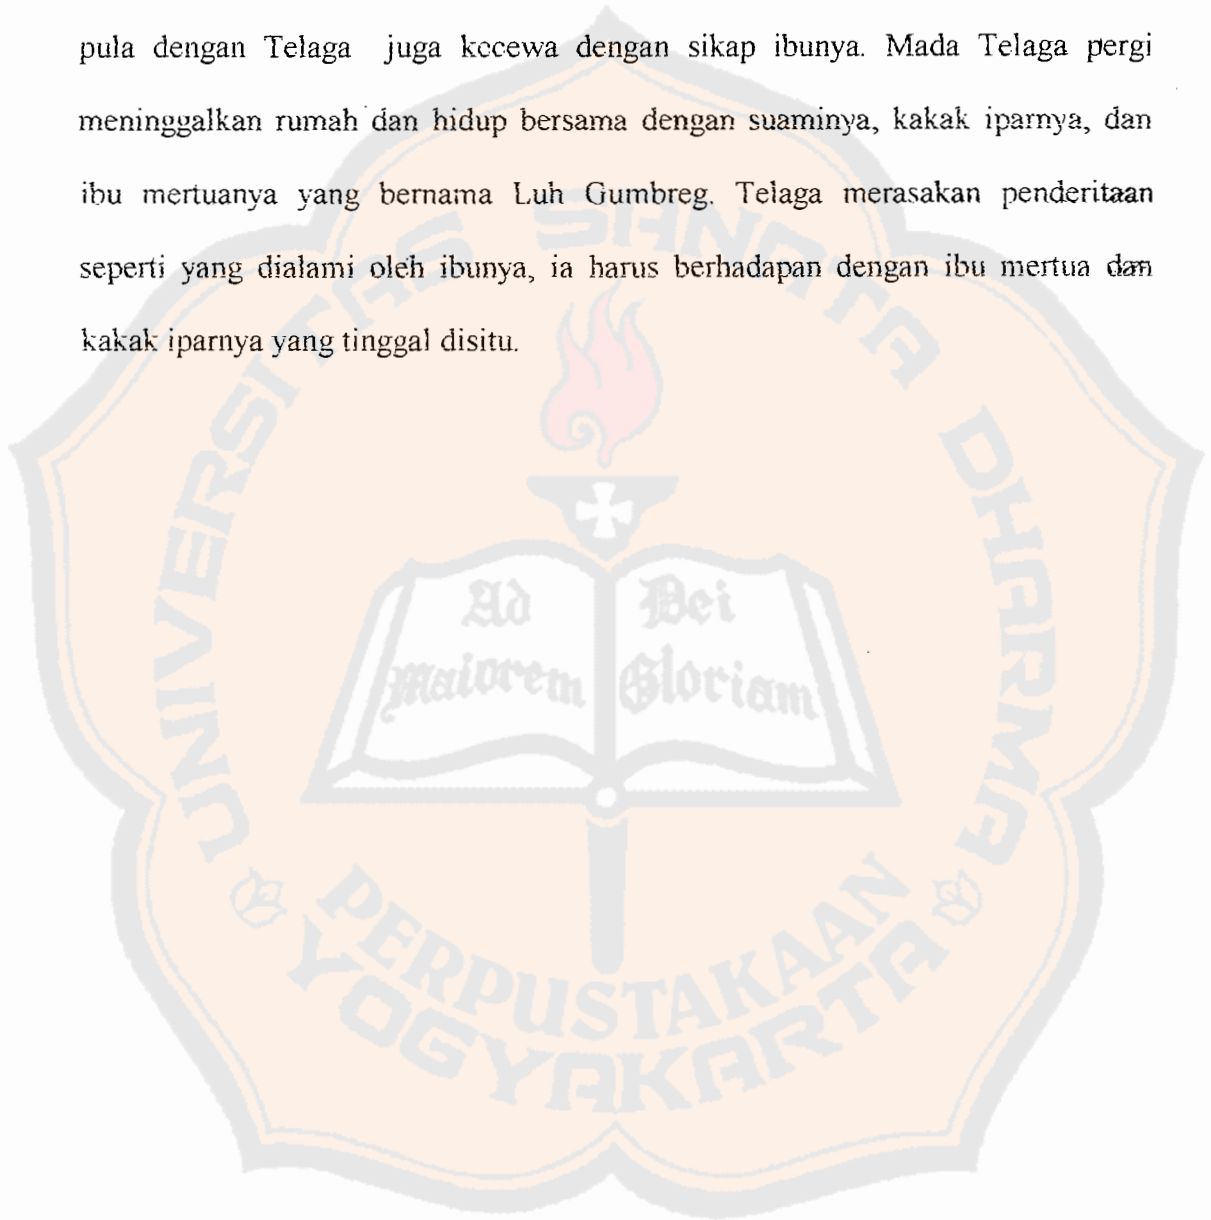 pula dengan Telaga juga kecewa dengan sikap ibunya. Mada Telaga pergi
meninggalkan rumah dan hidup bersama dengan suaminya, kakak iparnya, dan
ibu mertuanya yang bernama Luh Gumbreg. Telaga merasakan penderitaan
seperti yang dialami oleh ibunya, ia harus berhadapan dengan ibu mertua dan
kakak iparnya yang tinggal disitu.
UNIVERSITAS SANATA DHARMA
Ad Dei
maiorem Gloriam
PERPUSTAKAAN
YOGYAKARTA